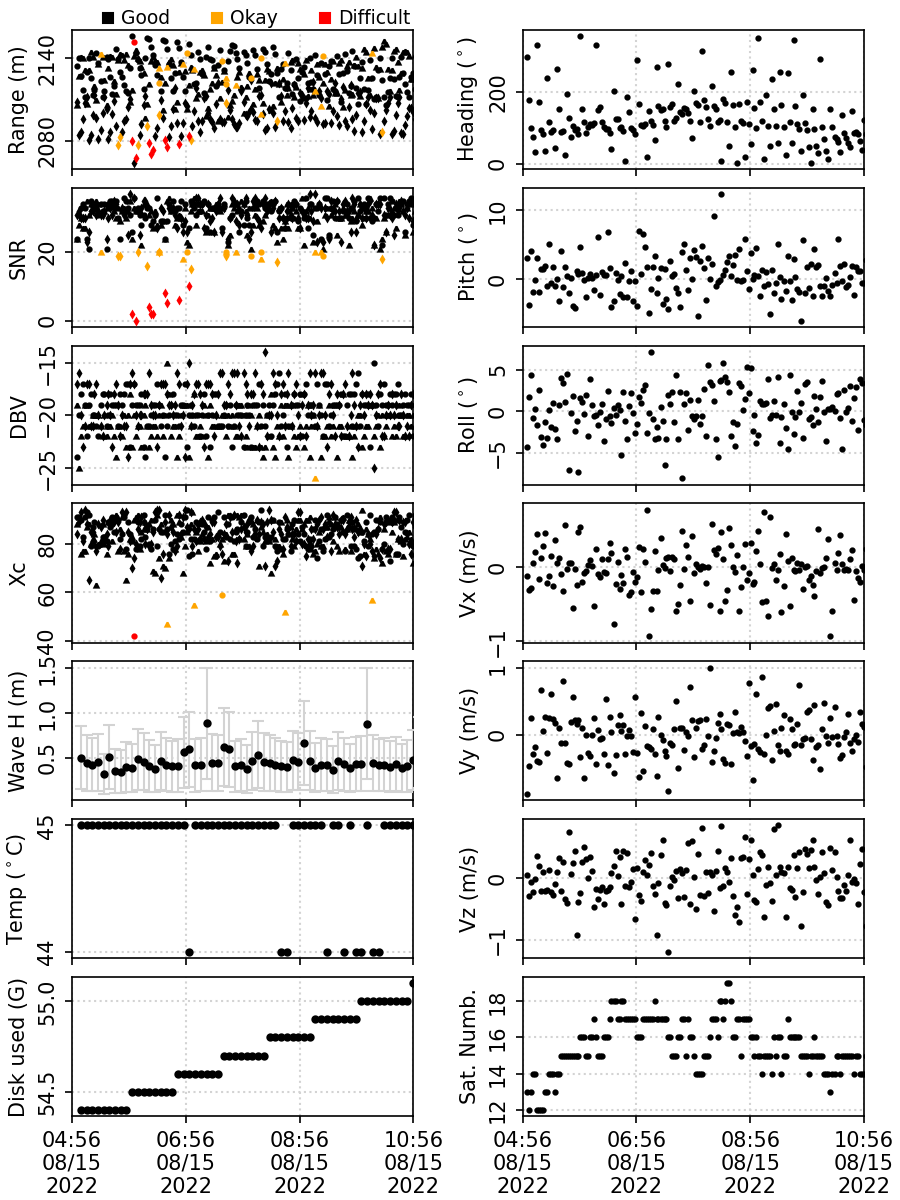 Good Okay Difficult
Range (m)
2140
2080
Heading (°)
200
0
SNR
20
0
Pitch (°)
10
0
DBV
−15
−20
−25
Roll (°)
5
0
−5
Xc
80
60
40
Vx (m/s)
0
−1
Wave H (m)
1.5
1.0
0.5
Vy (m/s)
1
0
Temp (°C)
45
44
Vz (m/s)
0
−1
Disk used (G)
55.0
54.5
Sat. Numb.
18
16
14
12
04:56 06:56 08:56 10:56 04:56 06:56 08:56 10:56
08/15 08/15 08/15 08/15 08/15 08/15 08/15 08/15
2022 2022 2022 2022 2022 2022 2022 2022